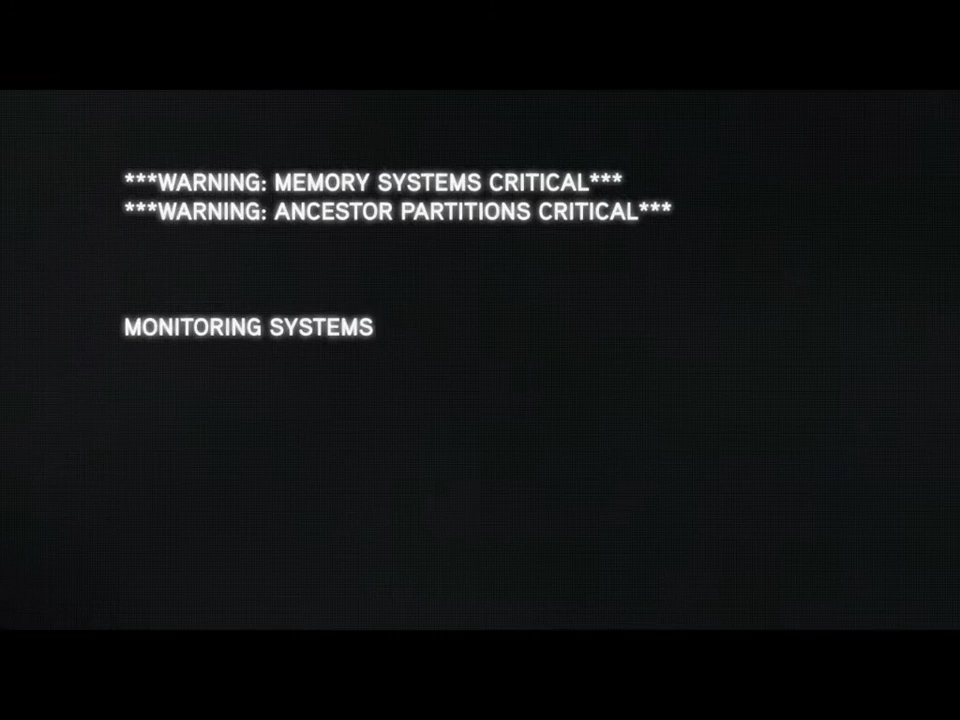 ***WARNING: MEMORY SYSTEMS CRITICAL***
***WARNING: ANCESTOR PARTITIONS CRITICAL***
MONITORING SYSTEMS